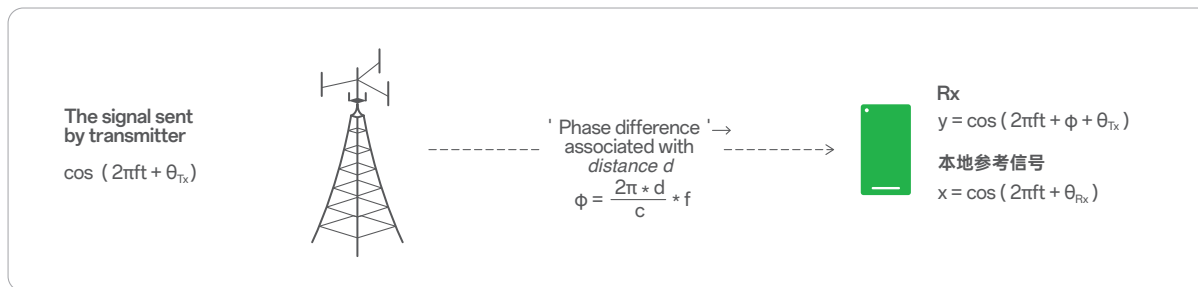 The signal sent
by transmitter
cos ( 2πft + θTx )
' Phase difference '→
associated with
distance d
ϕ = 2π * d / c * f
Rx
y = cos ( 2πft + ϕ + θTx )
本地参考信号
x = cos ( 2πft + θRx )